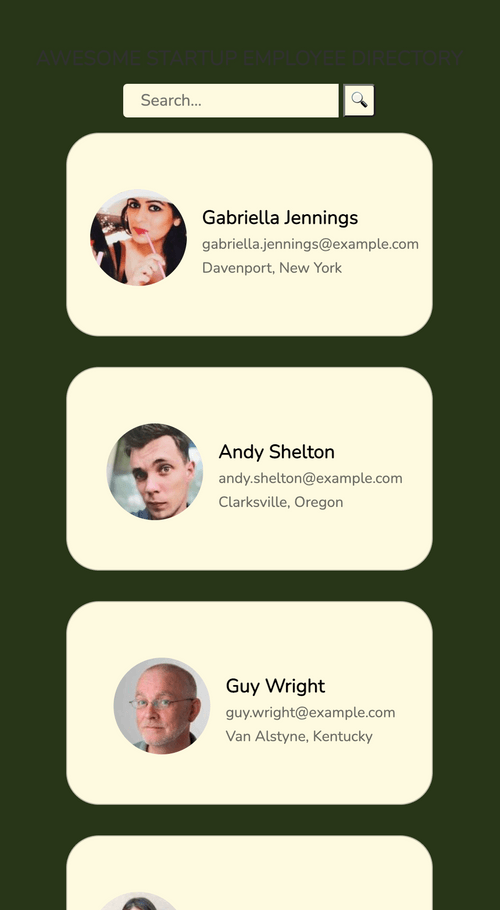 AWESOME STARTUP EMPLOYEE DIRECTORY
Search...
Gabriella Jennings
gabriella.jennings@example.com
Davenport, New York
Andy Shelton
andy.shelton@example.com
Clarksville, Oregon
Guy Wright
guy.wright@example.com
Van Alstyne, Kentucky